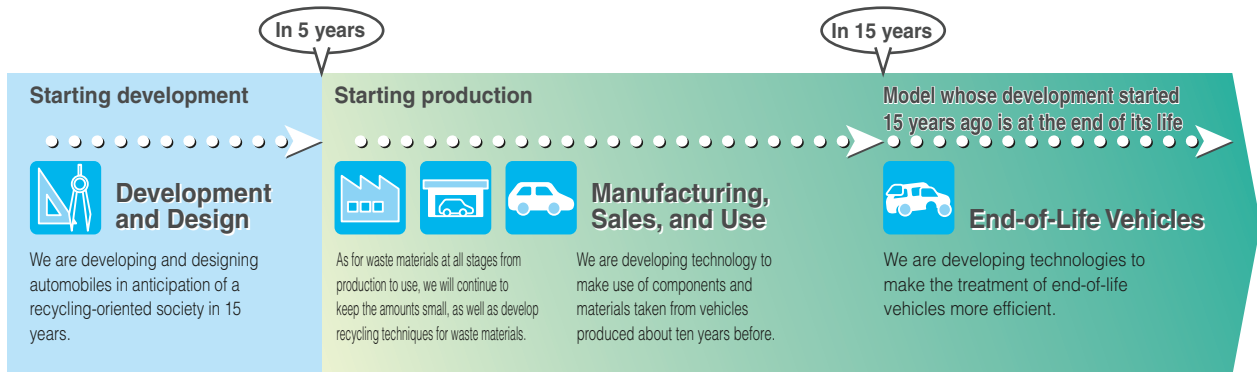 In 5 years
In 15 years
Starting development
Starting production
Model whose development started
15 years ago is at the end of its life
Development
and Design
We are developing and designing
automobiles in anticipation of a
recycling-oriented society in 15
years.
Manufacturing,
Sales, and Use
As for waste materials at all stages from
production to use, we will continue to
keep the amounts small, as well as develop
recycling techniques for waste materials.
We are developing technology to
make use of components and
materials taken from vehicles
produced about ten years before.
End-of-Life Vehicles
We are developing technologies to
make the treatment of end-of-life
vehicles more efficient.